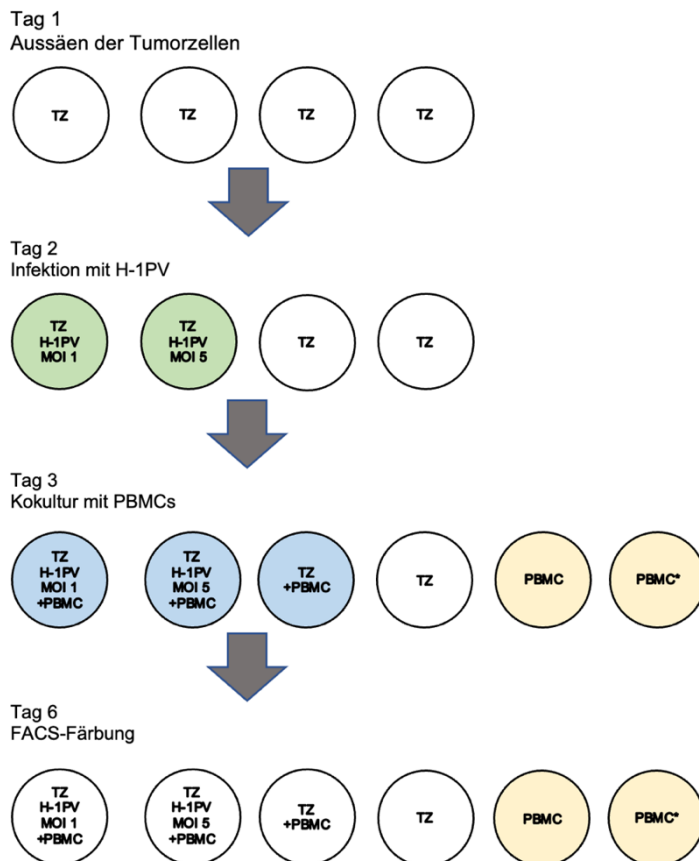 Tag 1
Aussäen der Tumorzellen
TZ
TZ
TZ
TZ
Tag 2
Infektion mit H-1PV
TZ
H-1PV
MOI 1
TZ
H-1PV
MOI 5
TZ
TZ
Tag 3
Kokultur mit PBMCs
TZ
H-1PV
MOI 1
+PBMC
TZ
H-1PV
MOI 5
+PBMC
TZ
+PBMC
TZ
PBMC
PBMC*
Tag 6
FACS-Färbung
TZ
H-1PV
MOI 1
+PBMC
TZ
H-1PV
MOI 5
+PBMC
TZ
+PBMC
TZ
PBMC
PBMC*